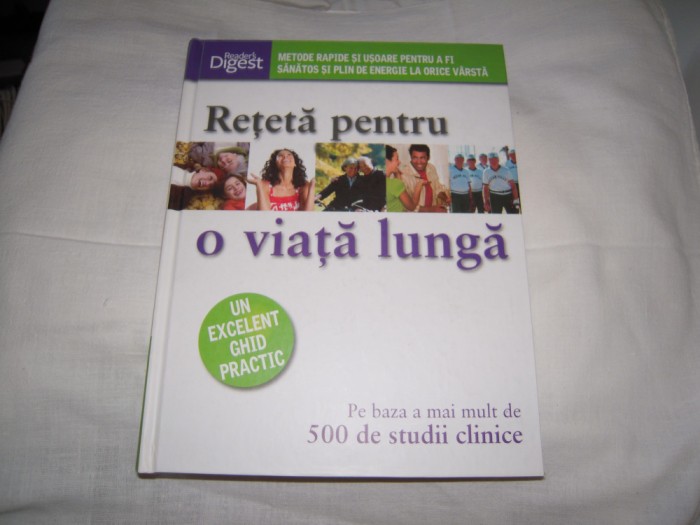 Reader's
Digest
METODE RAPIDE ȘI UȘOARE PENTRU A FI
SĂNĂTOS ȘI PLIN DE ENERGIE LA ORICE VÂRSTĂ
Rețetă pentru
o viață lungă
UN
EXCELENT
GHID
PRACTIC
Pe baza a mai mult de
500 de studii clinice